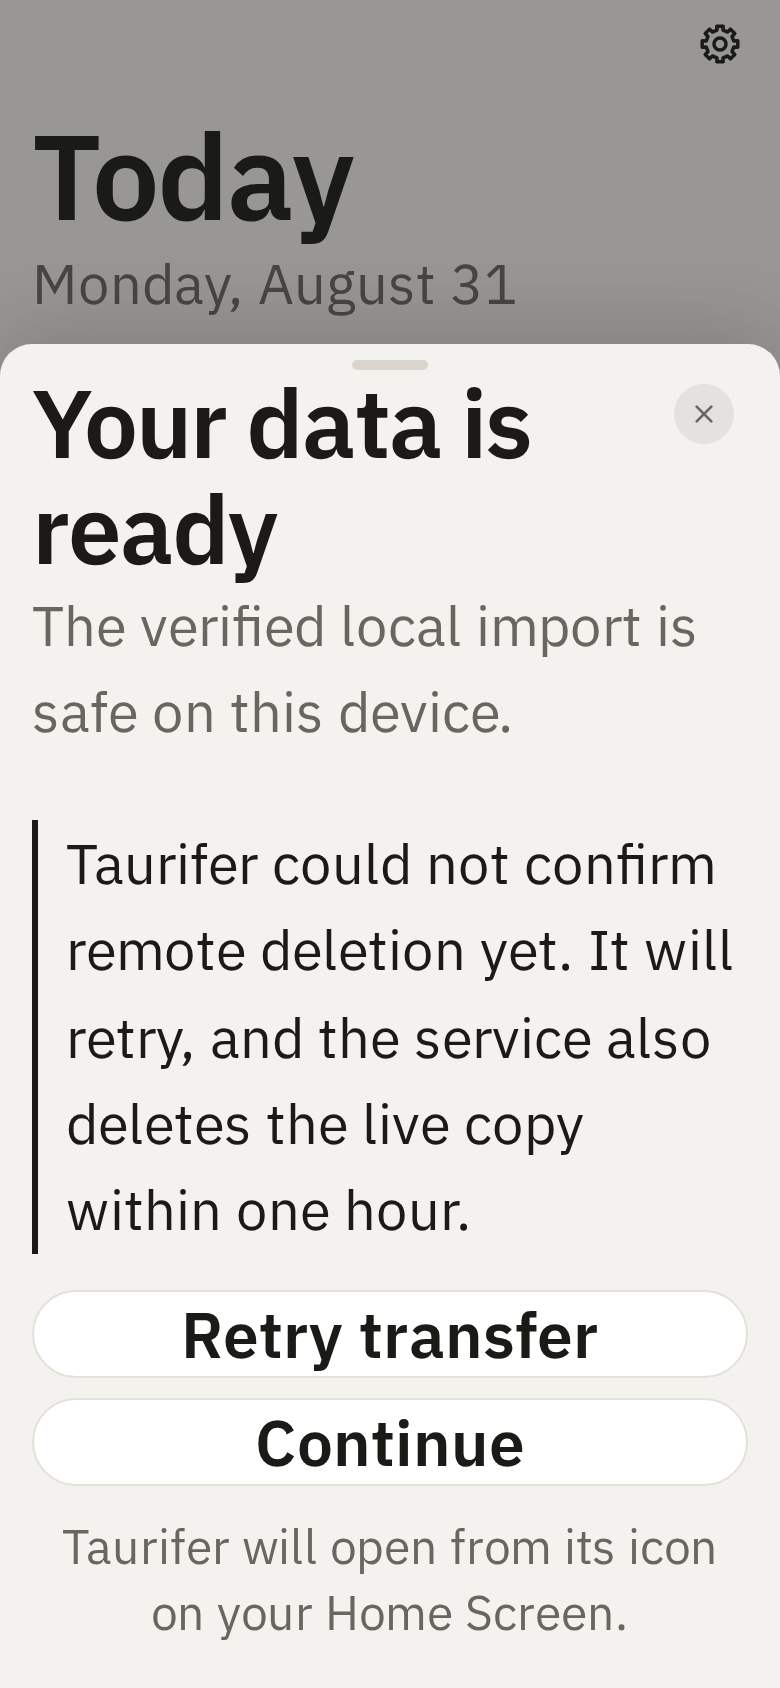 Today
Monday, August 31
Your data is
ready
The verified local import is
safe on this device.
Taurifer could not confirm
remote deletion yet. It will
retry, and the service also
deletes the live copy
within one hour.
Retry transfer
Continue
Taurifer will open from its icon
on your Home Screen.